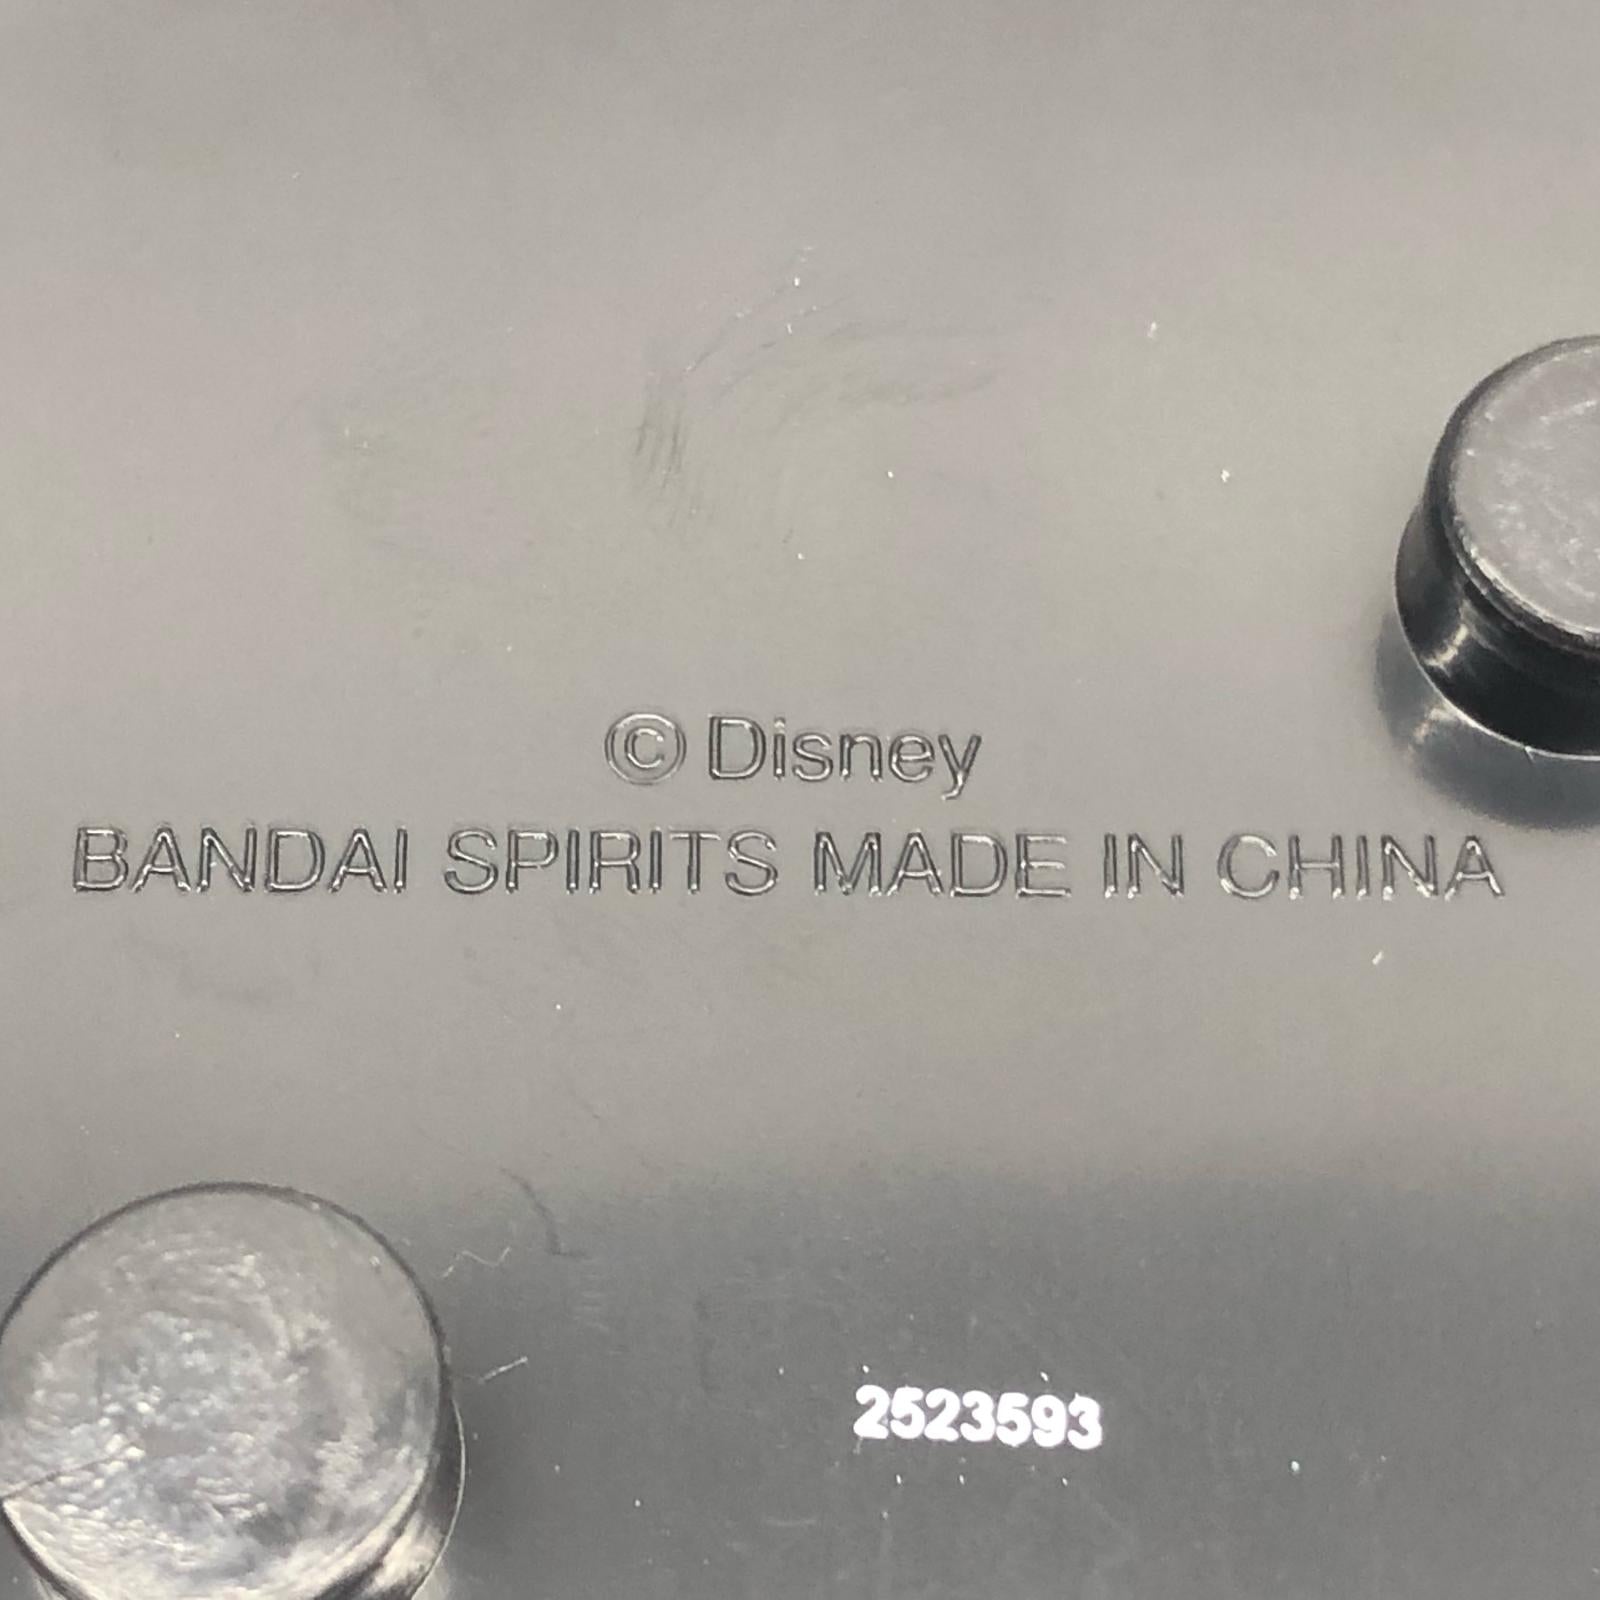 © Disney
BANDAI SPIRITS MADE IN CHINA
2523593